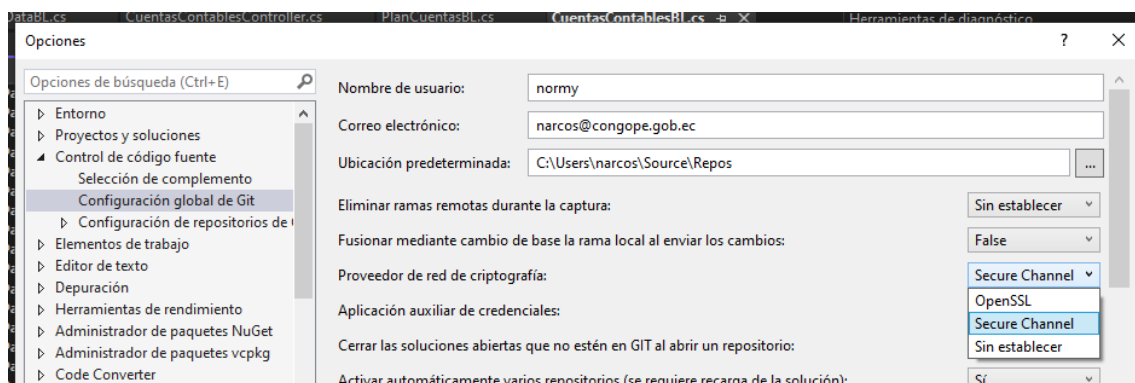 DataBL.cs CuentasContablesController.cs PlanCuentasBL.cs CuentasContablesBL.cs Herramientas de diagnóstico
Opciones ?
Opciones de búsqueda (Ctrl+E)
Entorno
Proyectos y soluciones
Control de código fuente
Selección de complemento
Configuración global de Git
Configuración de repositorios de
Elementos de trabajo
Editor de texto
Depuración
Herramientas de rendimiento
Administrador de paquetes NuGet
Administrador de paquetes vcpkg
Code Converter
Nombre de usuario: normy
Correo electrónico: narcos@congope.gob.ec
Ubicación predeterminada: C:\Users\narcos\Source\Repos ...
Eliminar ramas remotas durante la captura: Sin establecer
Fusionar mediante cambio de base la rama local al enviar los cambios: False
Proveedor de red de criptografía: Secure Channel
OpenSSL
Aplicación auxiliar de credenciales:
Secure Channel
Cerrar las soluciones abiertas que no estén en GIT al abrir un repositorio:
Sin establecer
Activar automáticamente varios repositorios (se requiere recarga de la solución): Sí